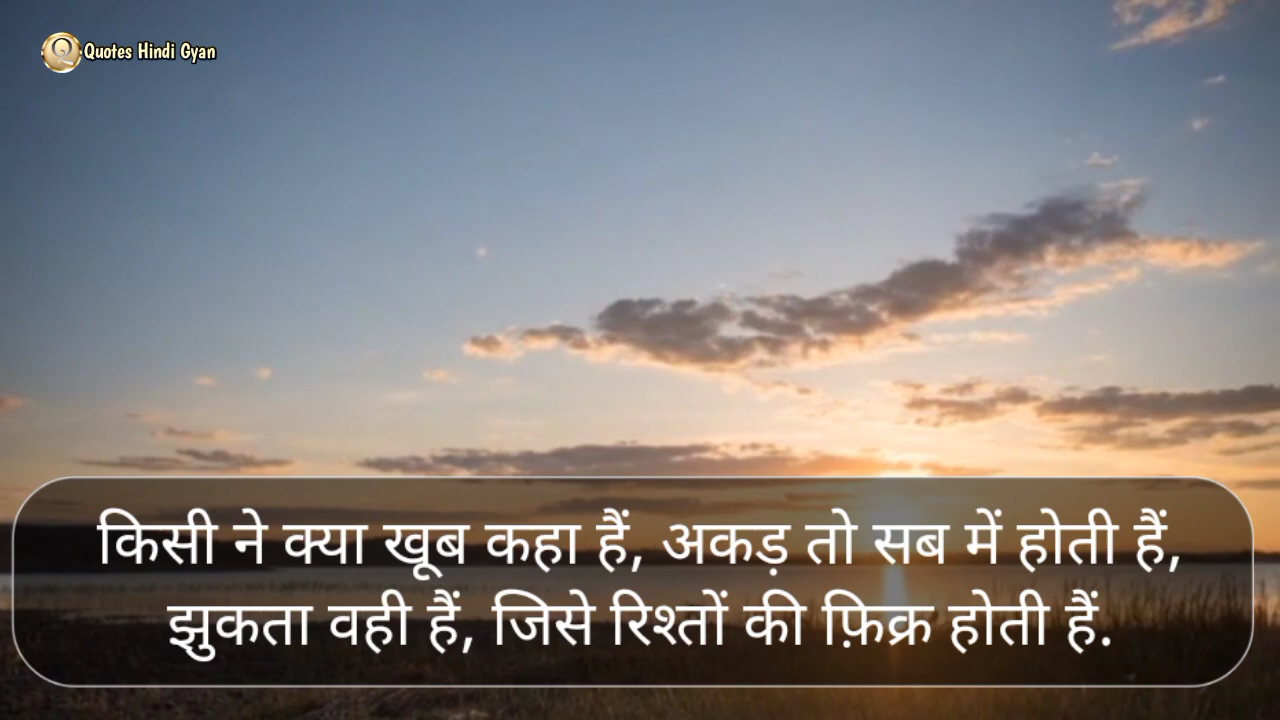 Quotes Hindi Gyan
किसी ने क्या खूब कहा हैं, अकड़ तो सब में होती हैं,
झुकता वही हैं, जिसे रिश्तों की फ़िक्र होती हैं.